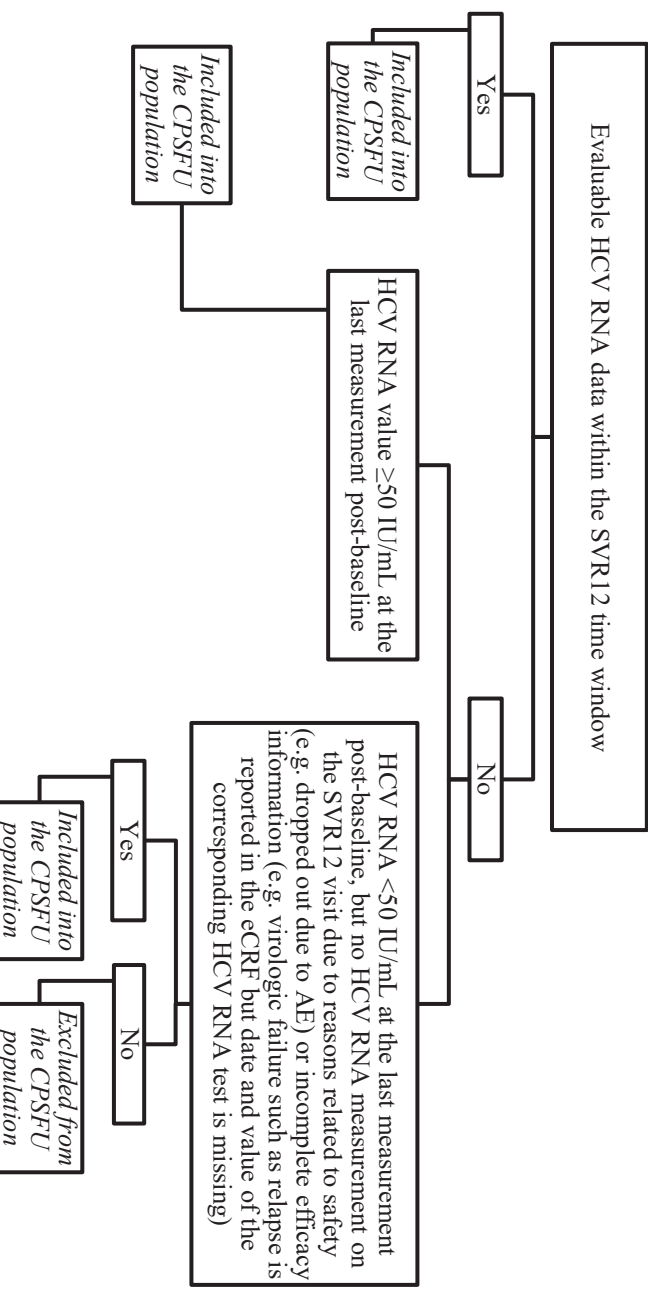 Evaluable HCV RNA data within the SVR12 time window
Yes
Included into
the CPSFU
population
No
HCV RNA value ≥50 IU/mL at the
last measurement post-baseline
Included into
the CPSFU
population
HCV RNA <50 IU/mL at the last measurement
post-baseline, but no HCV RNA measurement on
the SVR12 visit due to reasons related to safety
(e.g. dropped out due to AE) or incomplete efficacy
information (e.g. virologic failure such as relapse is
reported in the eCRF but date and value of the
corresponding HCV RNA test is missing)
Yes
Included into
the CPSFU
population
No
Excluded from
the CPSFU
population